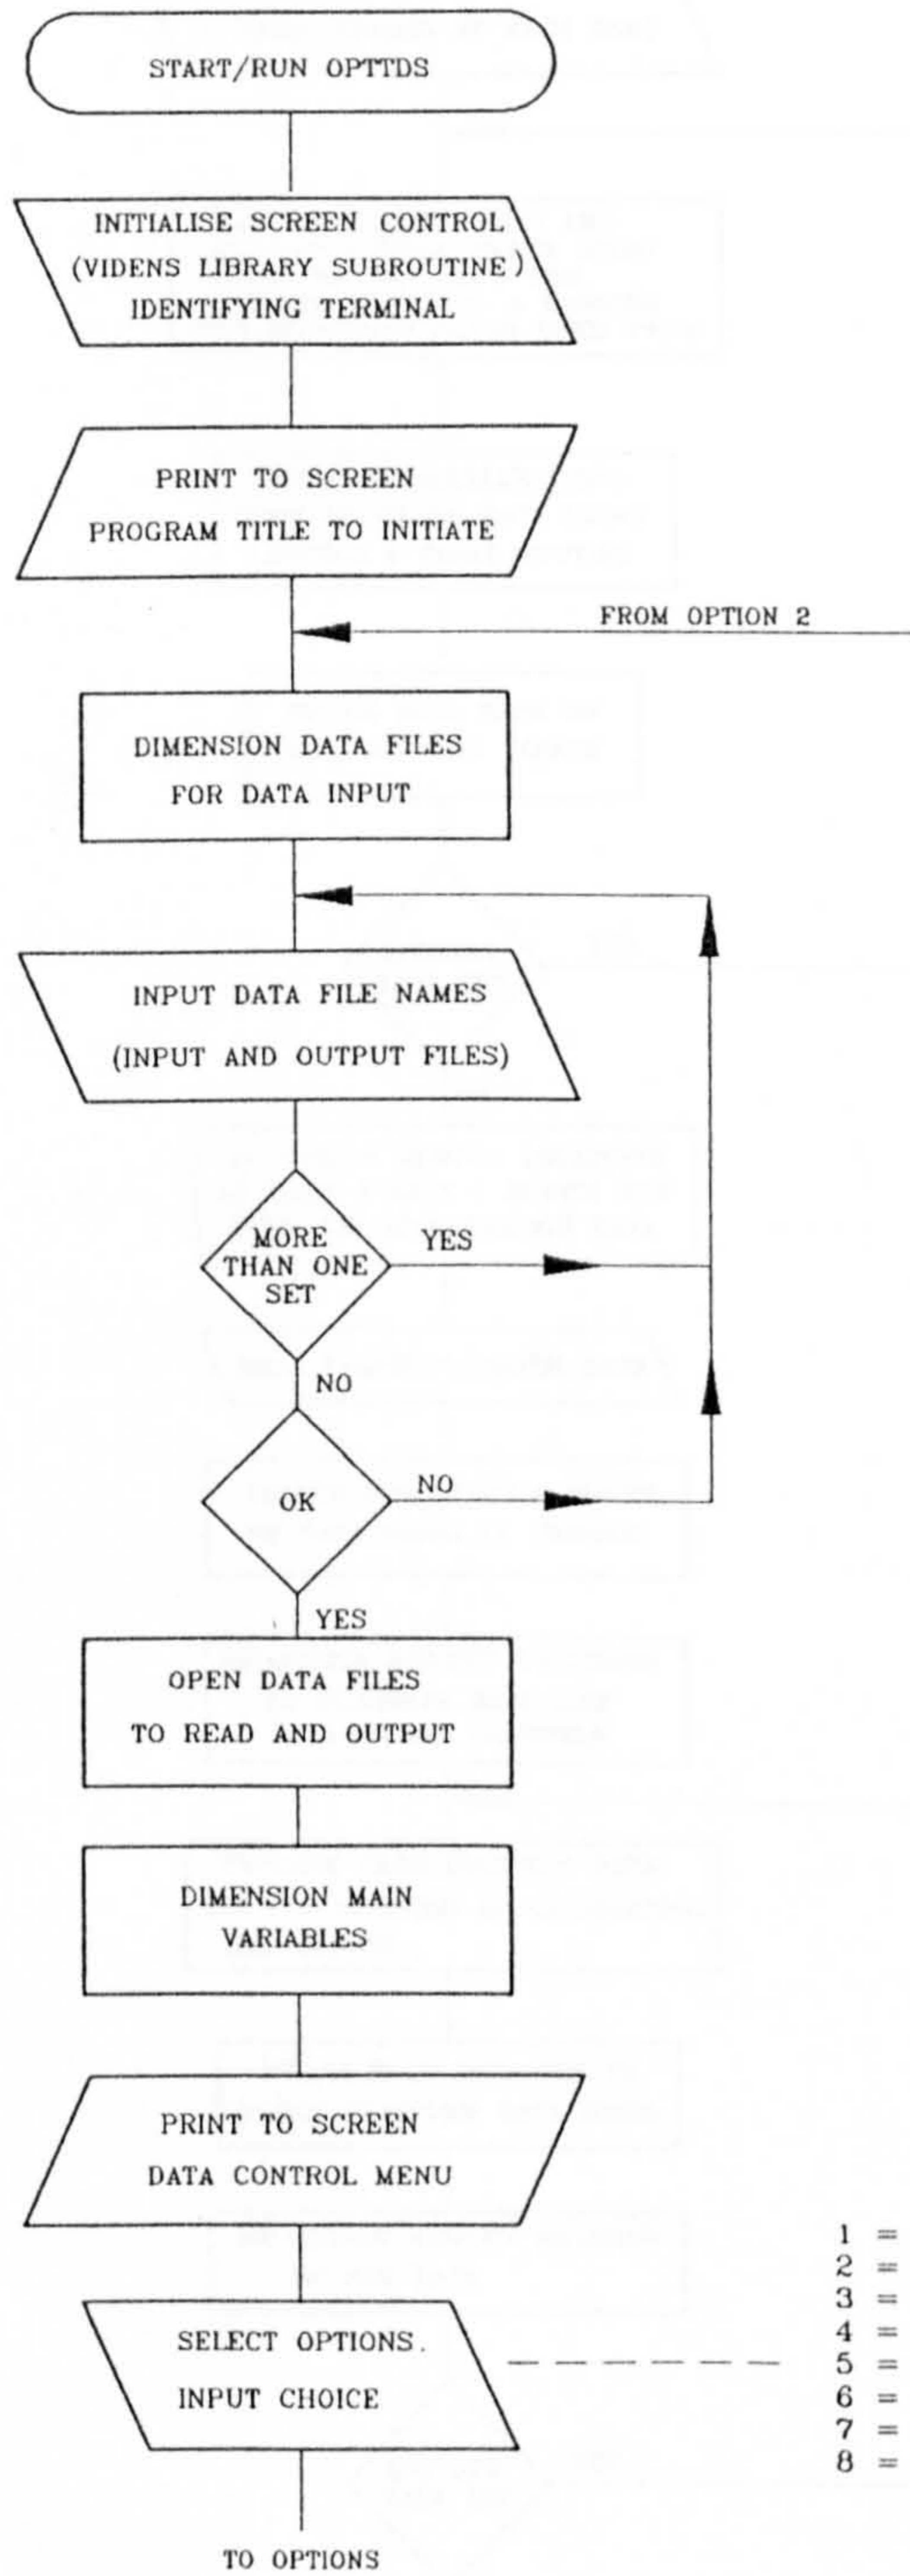 START/RUN OPTTDS
INITIALISE SCREEN CONTROL
(VIDENS LIBRARY SUBROUTINE)
IDENTIFYING TERMINAL
PRINT TO SCREEN
PROGRAM TITLE TO INITIATE
FROM OPTION 2
DIMENSION DATA FILES
FOR DATA INPUT
INPUT DATA FILE NAMES
(INPUT AND OUTPUT FILES)
MORE
THAN ONE
SET
YES
NO
OK
NO
YES
OPEN DATA FILES
TO READ AND OUTPUT
DIMENSION MAIN
VARIABLES
PRINT TO SCREEN
DATA CONTROL MENU
SELECT OPTIONS.
INPUT CHOICE
1 =
2 =
3 =
4 =
5 =
6 =
7 =
8 =
TO OPTIONS